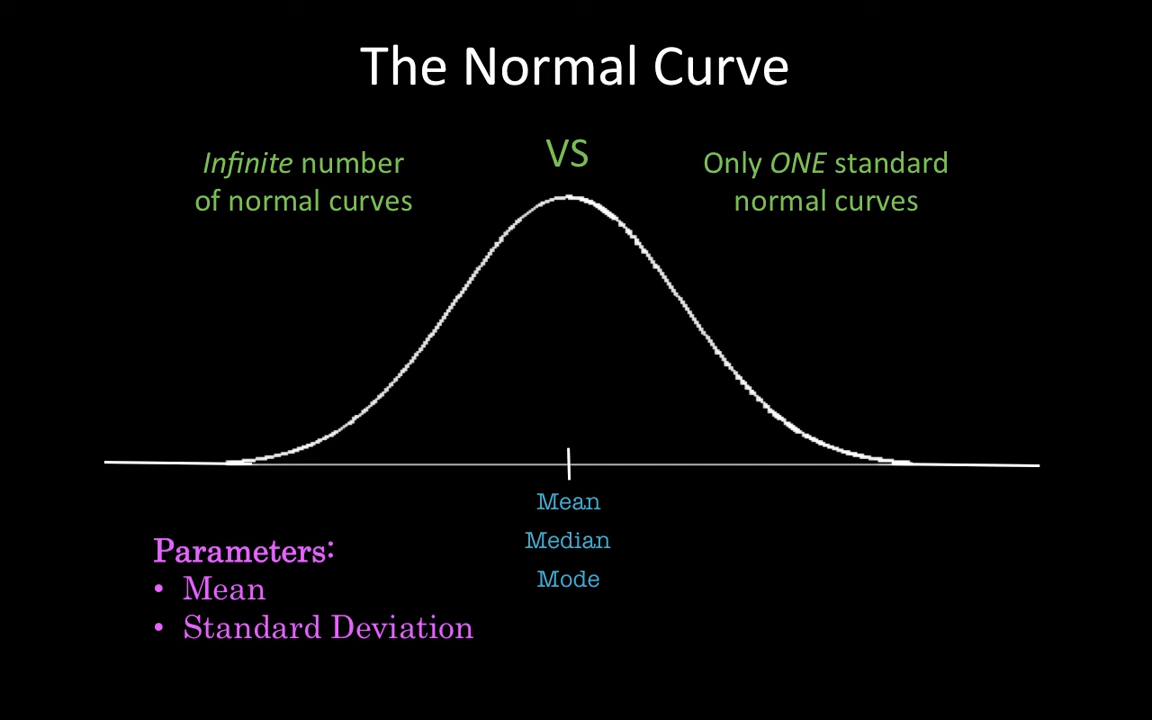 The Normal Curve
Infinite number
of normal curves
VS
Only ONE standard
normal curves
Mean
Median
Mode
Parameters:
• Mean
• Standard Deviation